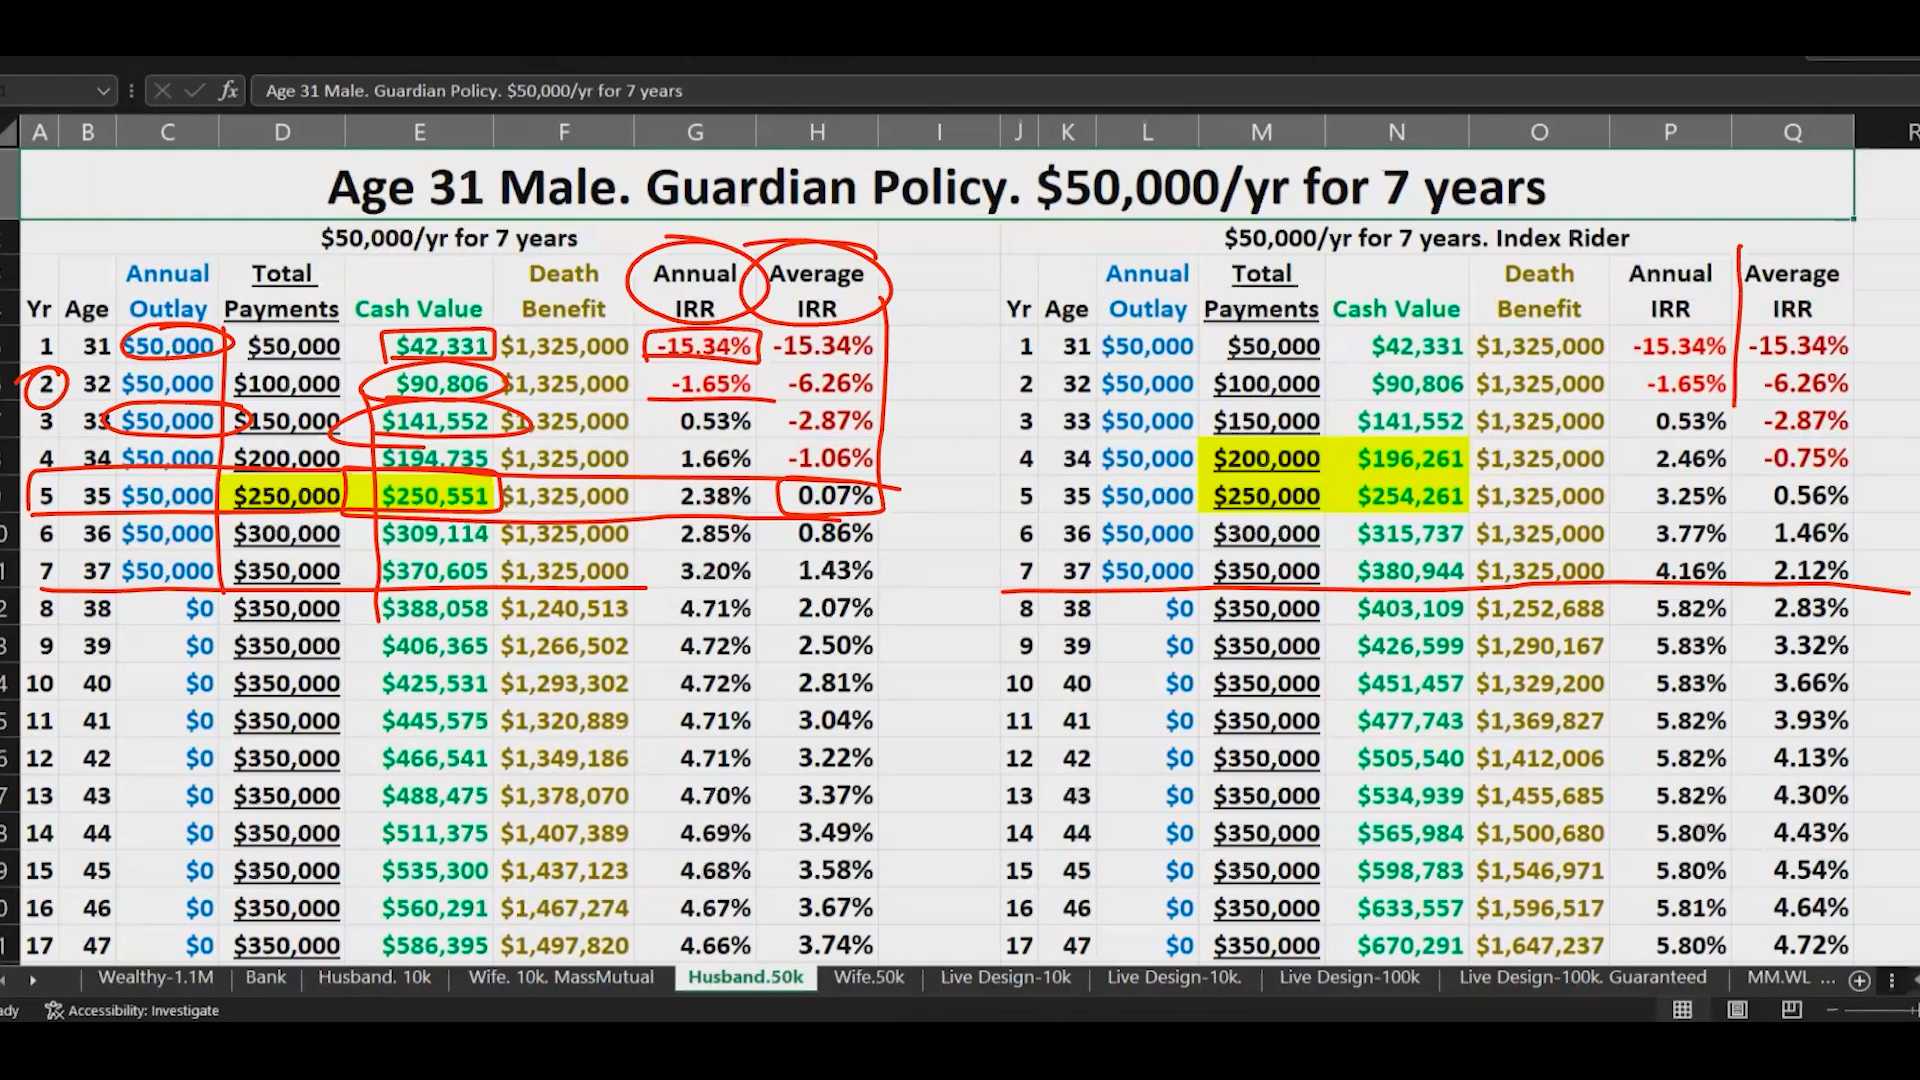 Age 31 Male. Guardian Policy. $50,000/yr for 7 years
A B C D E F G H I J K L M N O P Q R
Age 31 Male. Guardian Policy. $50,000/yr for 7 years
$50,000/yr for 7 years $50,000/yr for 7 years. Index Rider
Annual Total Death Annual Average Annual Total Death Annual Average
Yr Age Outlay Payments Cash Value Benefit IRR IRR Yr Age Outlay Payments Cash Value Benefit IRR IRR
1 31 $50,000 $50,000 $42,331 $1,325,000 -15.34% -15.34% 1 31 $50,000 $50,000 $42,331 $1,325,000 -15.34% -15.34%
2 32 $50,000 $100,000 $90,806 $1,325,000 -1.65% -6.26% 2 32 $50,000 $100,000 $90,806 $1,325,000 -1.65% -6.26%
3 33 $50,000 $150,000 $141,552 $1,325,000 0.53% -2.87% 3 33 $50,000 $150,000 $141,552 $1,325,000 0.53% -2.87%
4 34 $50,000 $200,000 $194,735 $1,325,000 1.66% -1.06% 4 34 $50,000 $200,000 $196,261 $1,325,000 2.46% -0.75%
5 35 $50,000 $250,000 $250,551 $1,325,000 2.38% 0.07% 5 35 $50,000 $250,000 $254,261 $1,325,000 3.25% 0.56%
6 36 $50,000 $300,000 $309,114 $1,325,000 2.85% 0.86% 6 36 $50,000 $300,000 $315,737 $1,325,000 3.77% 1.46%
7 37 $50,000 $350,000 $370,605 $1,325,000 3.20% 1.43% 7 37 $50,000 $350,000 $380,944 $1,325,000 4.16% 2.12%
8 38 $0 $350,000 $388,058 $1,240,513 4.71% 2.07% 8 38 $0 $350,000 $403,109 $1,252,688 5.82% 2.83%
9 39 $0 $350,000 $406,365 $1,266,502 4.72% 2.50% 9 39 $0 $350,000 $426,599 $1,290,167 5.83% 3.32%
10 40 $0 $350,000 $425,531 $1,293,302 4.72% 2.81% 10 40 $0 $350,000 $451,457 $1,329,200 5.83% 3.66%
11 41 $0 $350,000 $445,575 $1,320,889 4.71% 3.04% 11 41 $0 $350,000 $477,743 $1,369,827 5.82% 3.93%
12 42 $0 $350,000 $466,541 $1,349,186 4.71% 3.22% 12 42 $0 $350,000 $505,540 $1,412,006 5.82% 4.13%
13 43 $0 $350,000 $488,475 $1,378,070 4.70% 3.37% 13 43 $0 $350,000 $534,939 $1,455,685 5.82% 4.30%
14 44 $0 $350,000 $511,375 $1,407,389 4.69% 3.49% 14 44 $0 $350,000 $565,984 $1,500,680 5.80% 4.43%
15 45 $0 $350,000 $535,300 $1,437,123 4.68% 3.58% 15 45 $0 $350,000 $598,783 $1,546,971 5.80% 4.54%
16 46 $0 $350,000 $560,291 $1,467,274 4.67% 3.67% 16 46 $0 $350,000 $633,557 $1,596,517 5.81% 4.64%
17 47 $0 $350,000 $586,395 $1,497,820 4.66% 3.74% 17 47 $0 $350,000 $670,291 $1,647,237 5.80% 4.72%
Wealthy-1.1M Bank Husband. 10k Wife. 10k. MassMutual Husband.50k Wife.50k Live Design-10k Live Design-10k. Live Design-100k Live Design-100k. Guaranteed MM.WL ...
Accessibility: Investigate